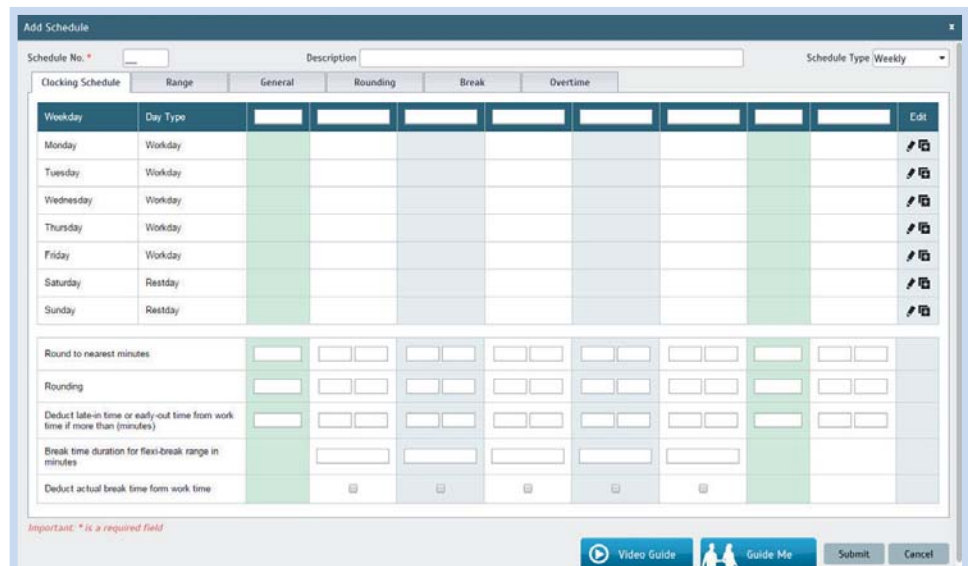 Add Schedule x
Schedule No. * Description Schedule Type Weekly
Clocking Schedule Range General Rounding Break Overtime
Weekday Day Type Edit
Monday Workday
Tuesday Workday
Wednesday Workday
Thursday Workday
Friday Workday
Saturday Restday
Sunday Restday
Round to nearest minutes
Rounding
Deduct late-in time or early-out time from work
time if more than (minutes)
Break time duration for flexi-break range in
minutes
Deduct actual break time form work time
Important: * is a required field
Video Guide Guide Me Submit Cancel